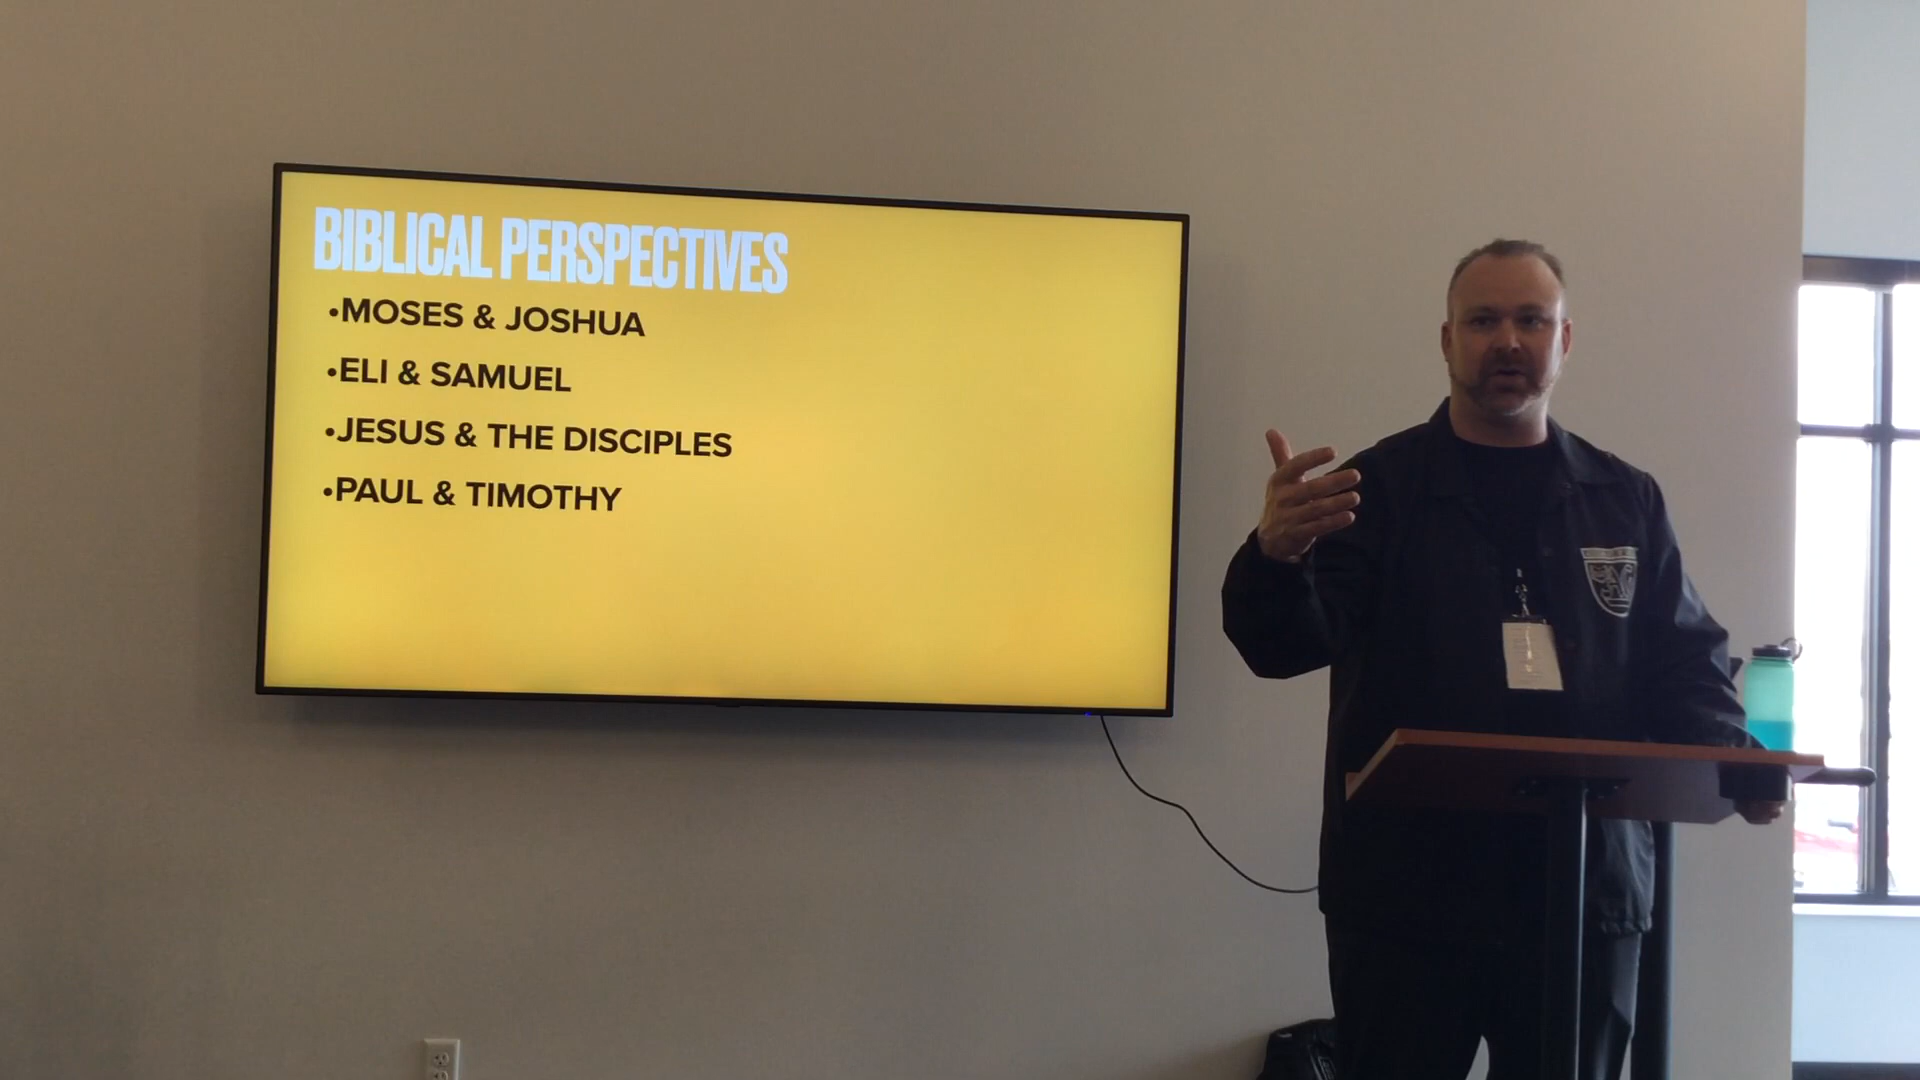 BIBLICAL PERSPECTIVES
•MOSES & JOSHUA
•ELI & SAMUEL
•JESUS & THE DISCIPLES
•PAUL & TIMOTHY